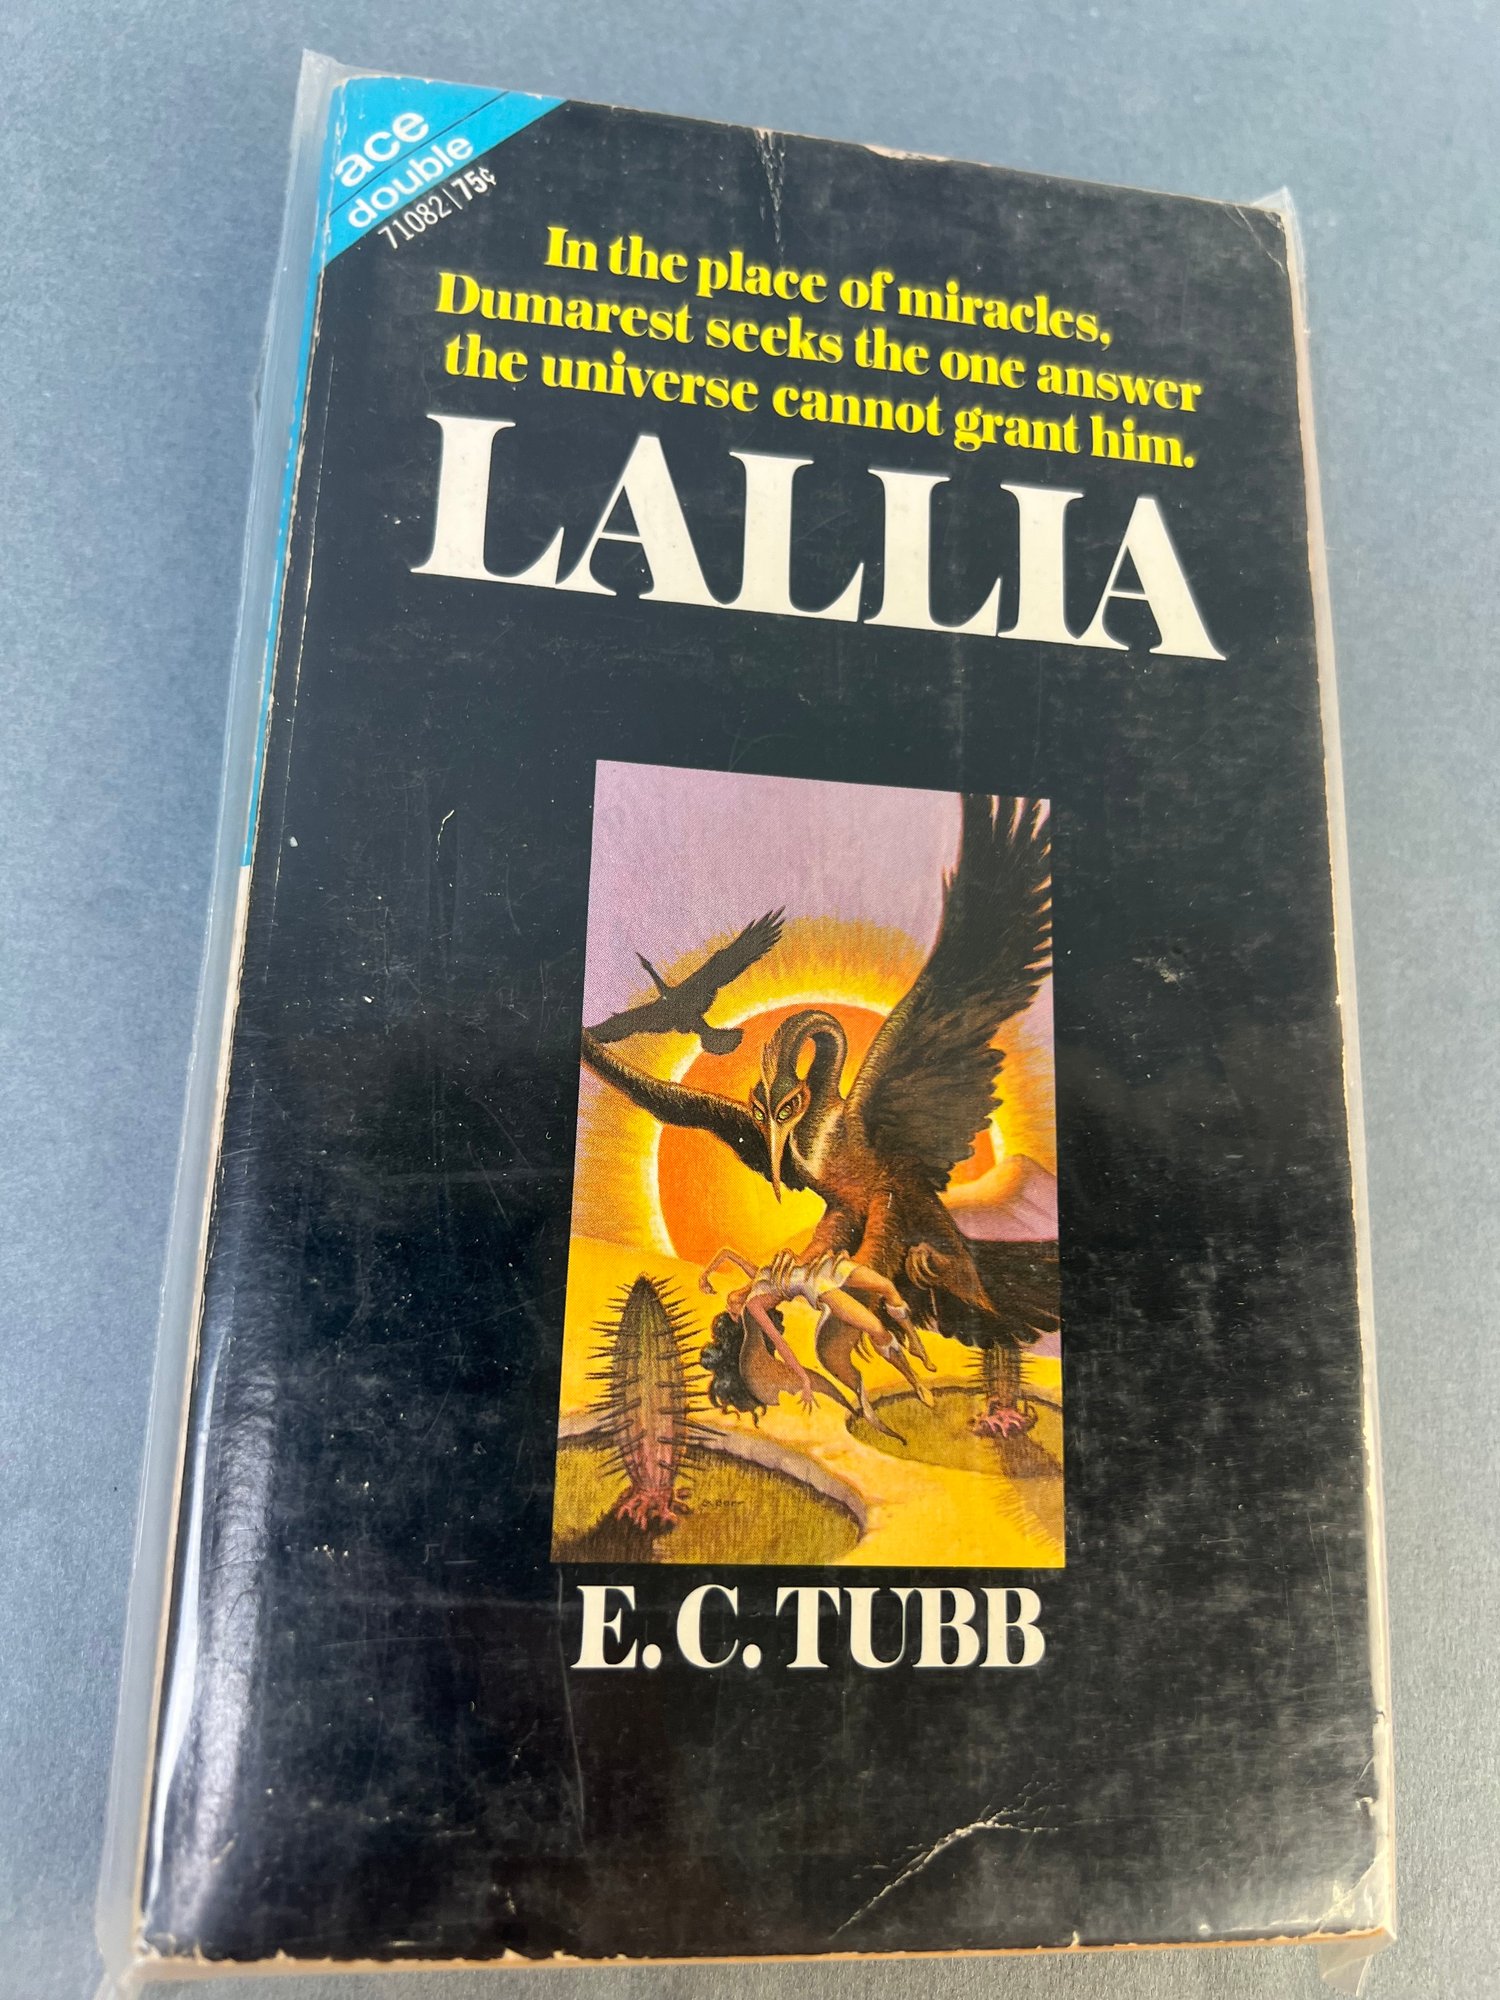 ace
double
71082|75¢
In the place of miracles,
Dumarest seeks the one answer
the universe cannot grant him.
LALLIA
E. C. TUBB